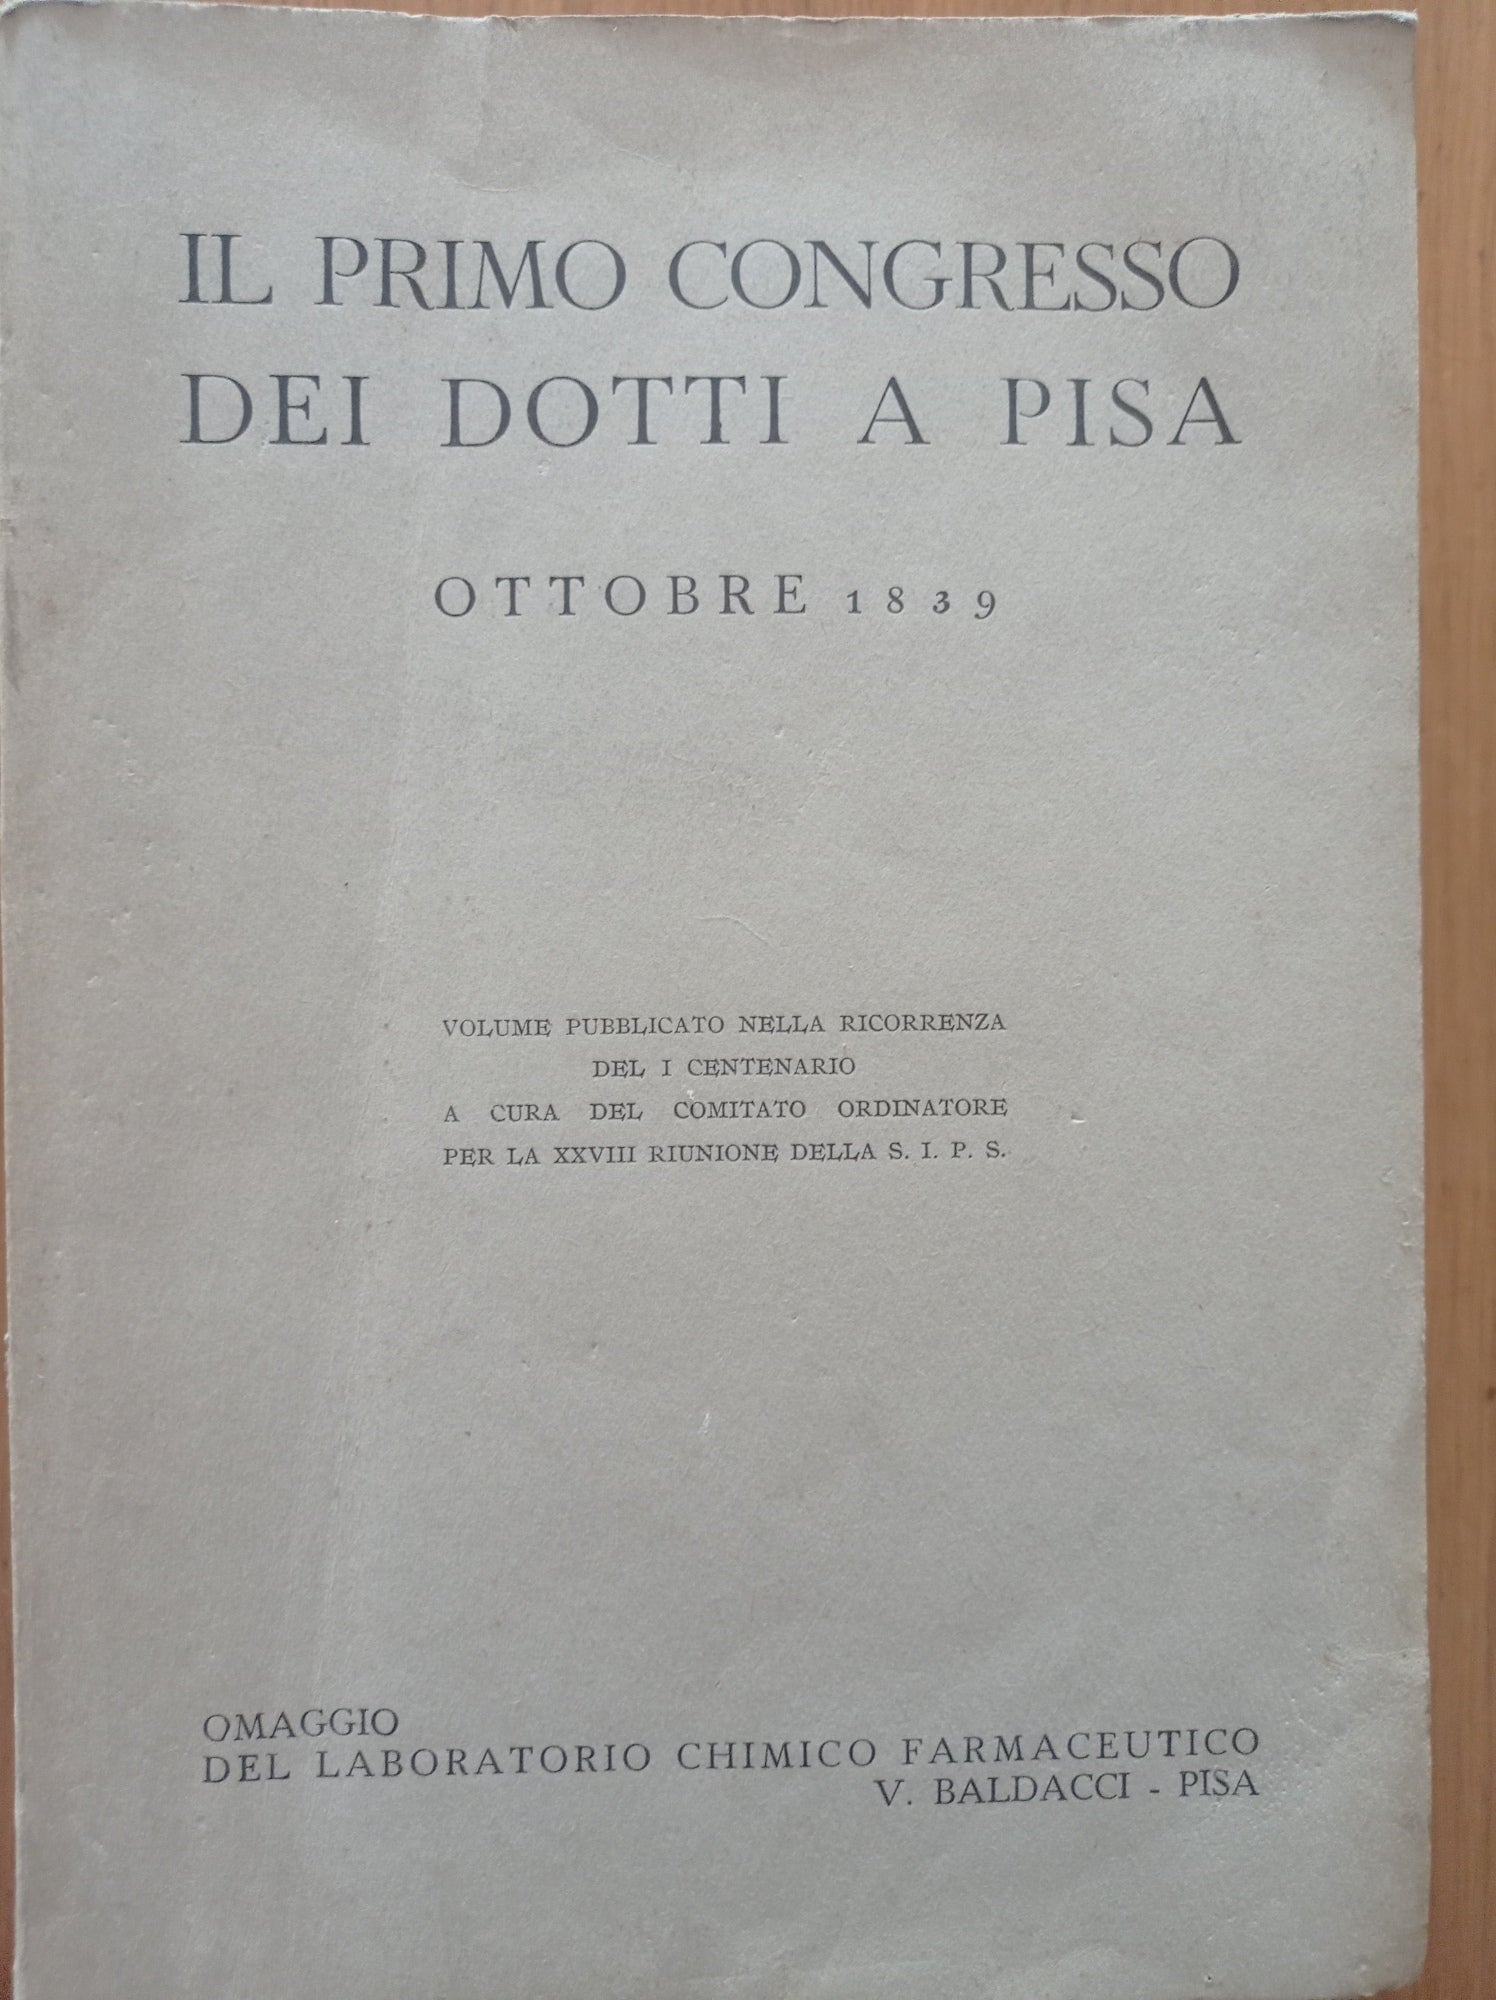 IL PRIMO CONGRESSO
DEI DOTTI A PISA
OTTOBRE 1839
VOLUME PUBBLICATO NELLA RICORRENZA
DEL I CENTENARIO
A CURA DEL COMITATO ORDINATORE
PER LA XXVIII RIUNIONE DELLA S. I. P. S.
OMAGGIO
DEL LABORATORIO CHIMICO FARMACEUTICO
V. BALDACCI - PISA